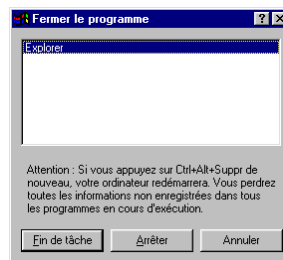 Fermer le programme
Explorer
Attention : Si vous appuyez sur Ctrl+Alt+Suppr de
nouveau, votre ordinateur redémarrera. Vous perdrez
toutes les informations non enregistrées dans tous
les programmes en cours d'exécution.
Fin de tâche
Arrêter
Annuler